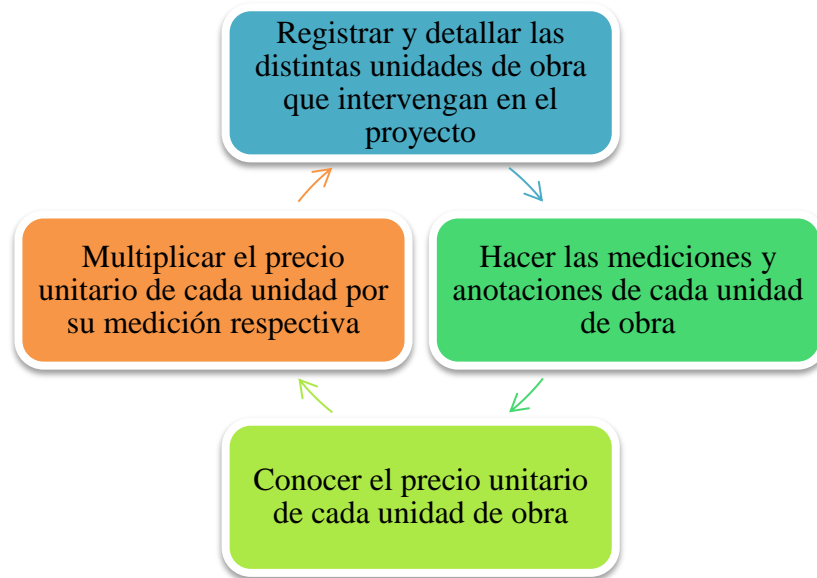 Registrar y detallar las
distintas unidades de obra
que intervengan en el
proyecto
Hacer las mediciones y
anotaciones de cada unidad
de obra
Conocer el precio unitario
de cada unidad de obra
Multiplicar el precio
unitario de cada unidad por
su medición respectiva